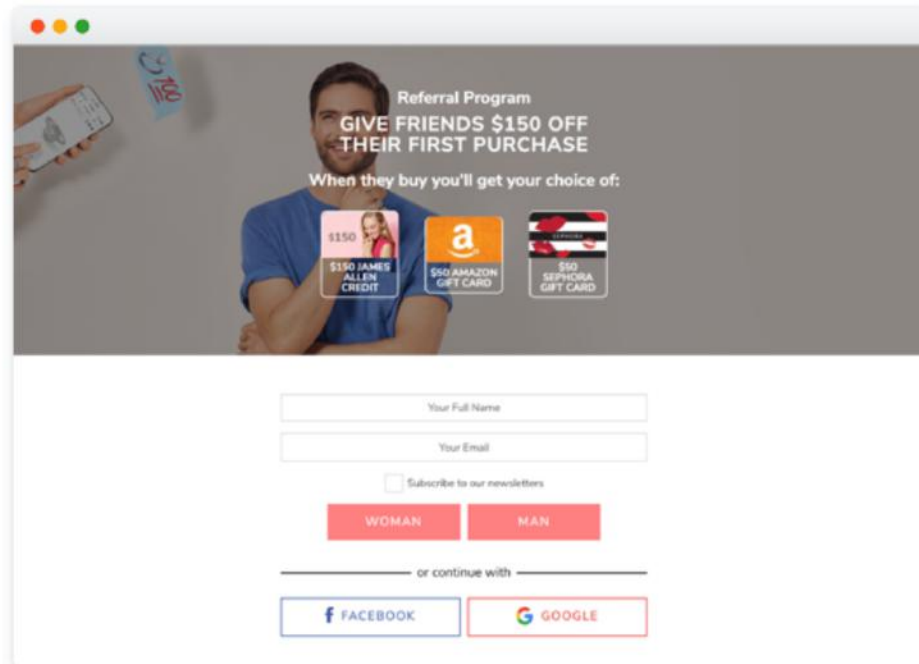 100
Referral Program
GIVE FRIENDS $150 OFF
THEIR FIRST PURCHASE
When they buy you'll get your choice of:
$150
$150 JAMES
ALLEN
CREDIT
a
$50 AMAZON
GIFT CARD
SEPHORA
$50
SEPHORA
GIFT CARD
Your Full Name
Your Email
Subscribe to our newsletters
WOMAN
MAN
or continue with
f FACEBOOK
G GOOGLE